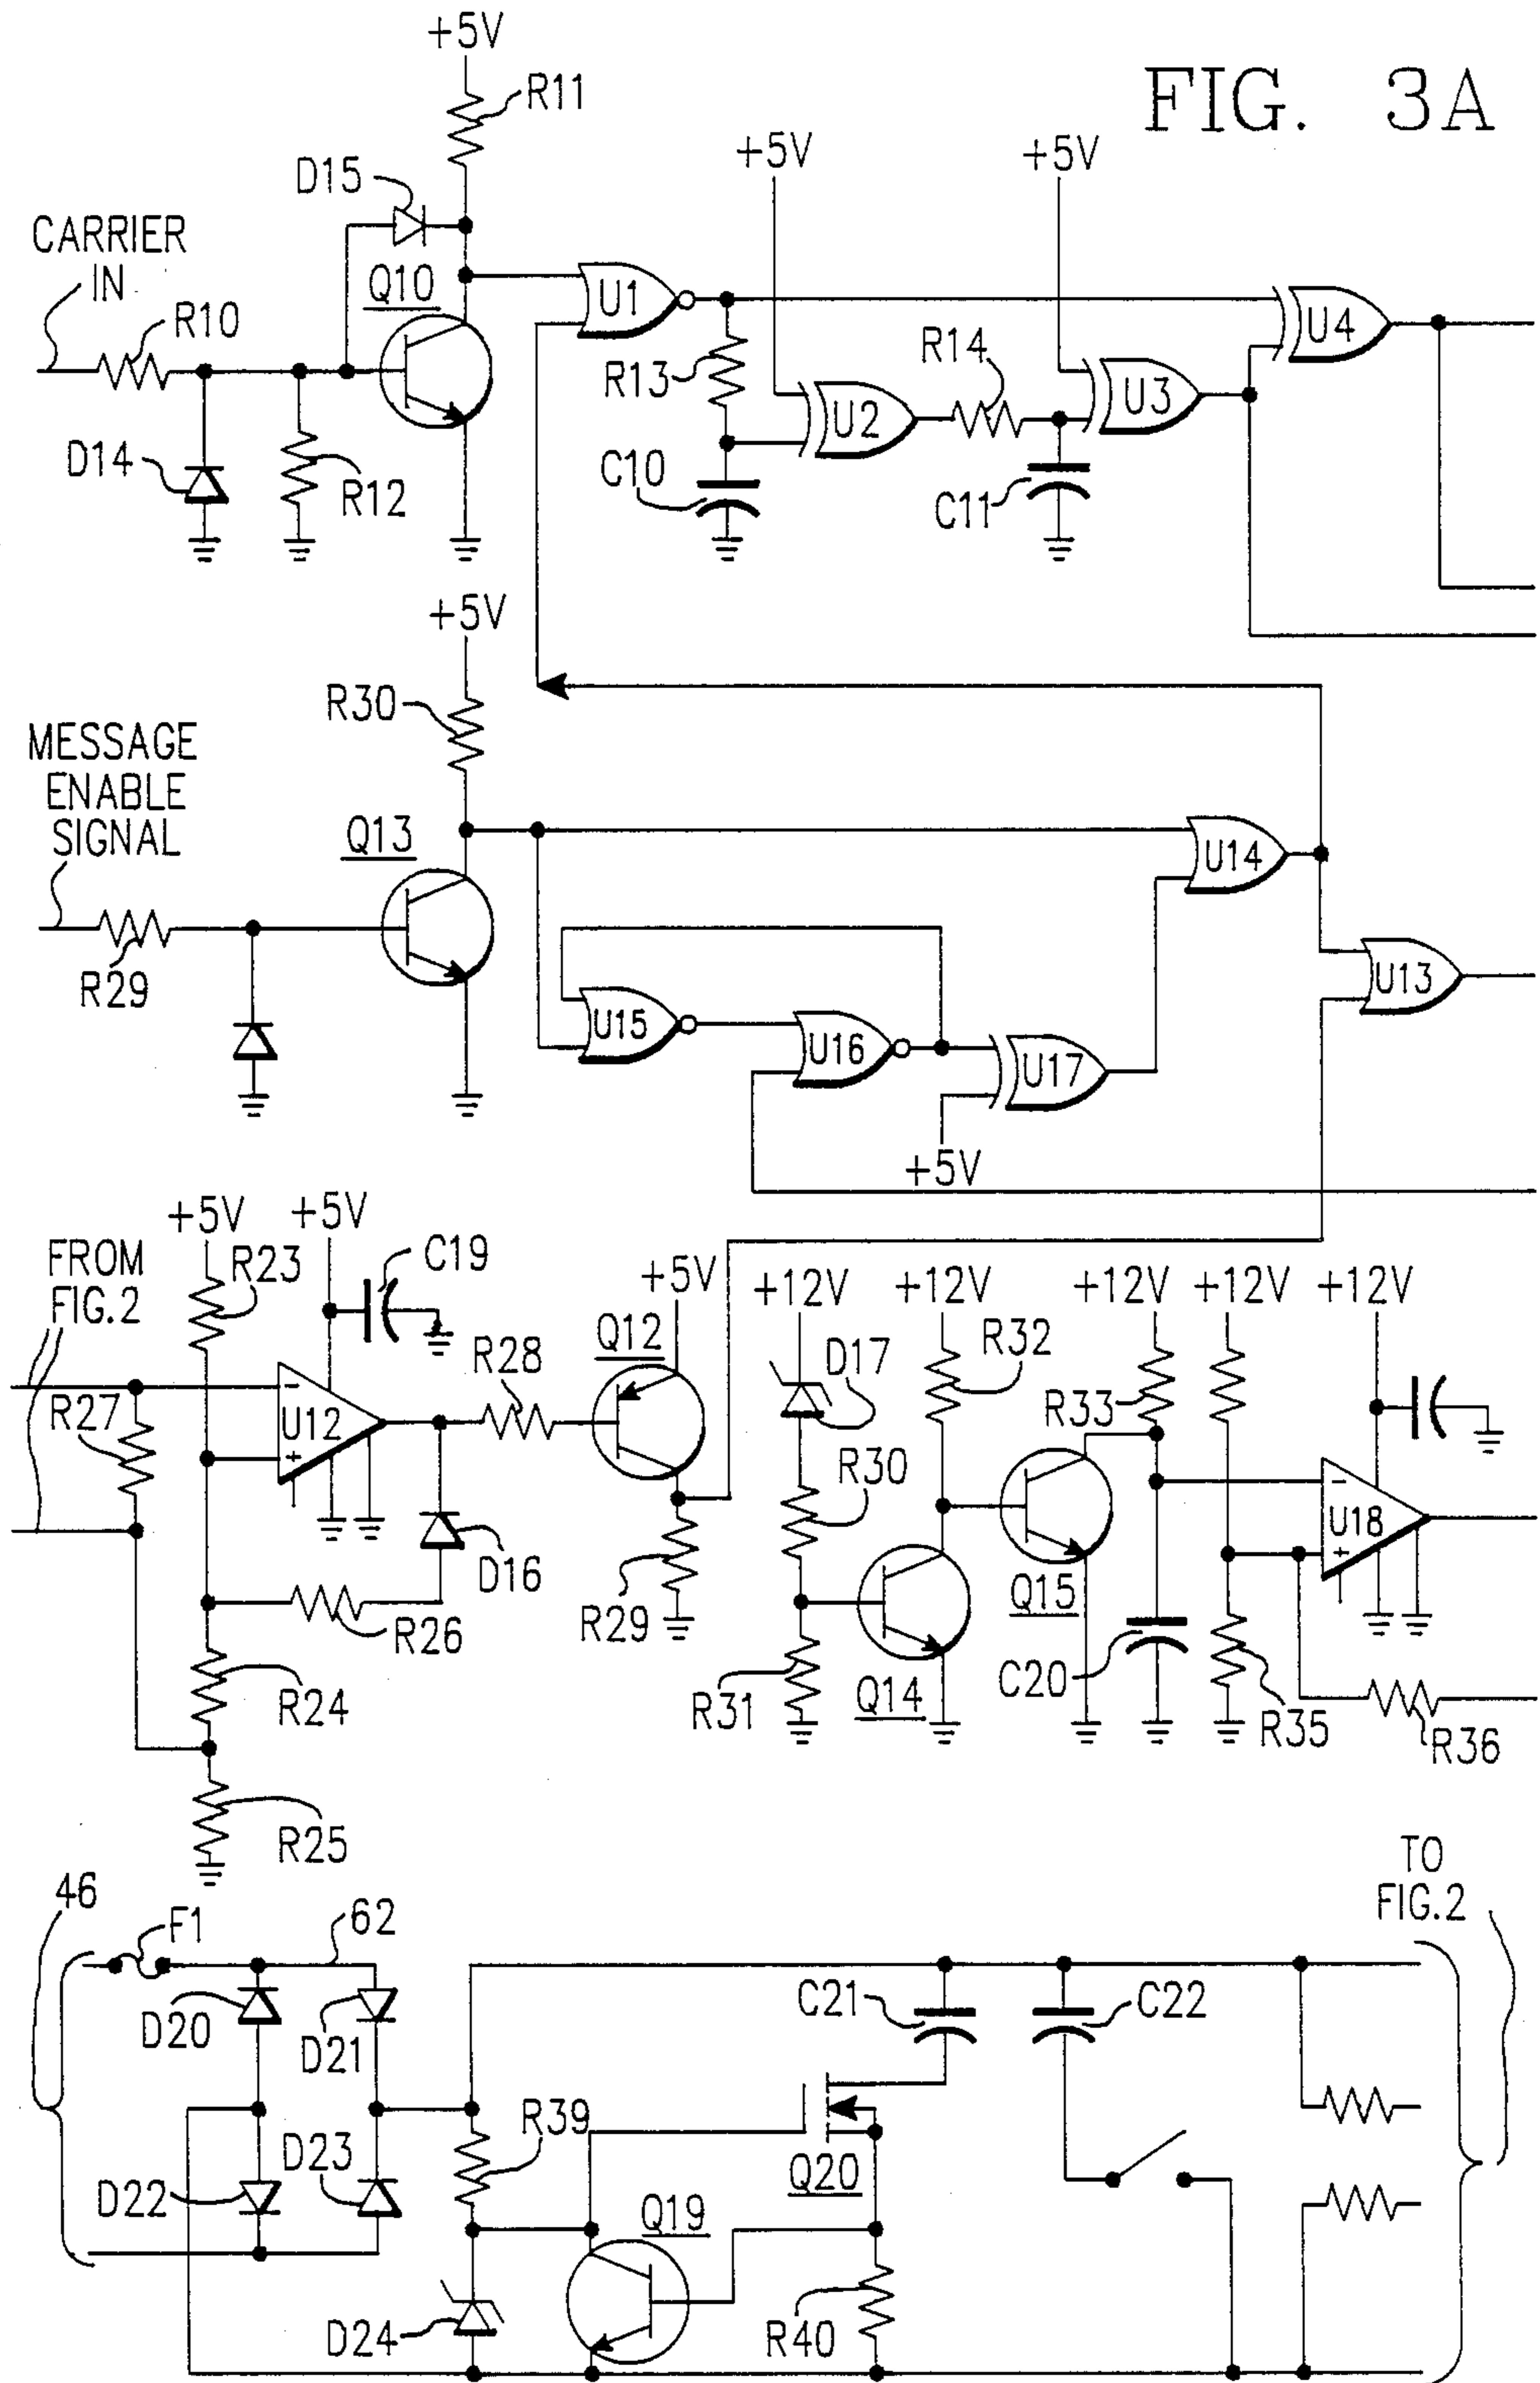 FIG. 3A
+5V
R11
D15
+5V
+5V
CARRIER
IN
Q10
R10
U1
U4
R13
R14
U2
U3
D14
R12
C10
C11
+5V
R30
MESSAGE
ENABLE
SIGNAL
Q13
U14
R29
U13
U15
U16
U17
+5V
+5V
+5V
FROM
FIG.2
R23
C19
+5V
+12V
+12V
+12V
+12V
+12V
Q12
R28
D17
R32
R27
-
U12
+
R33
R30
-
U18
+
D16
R29
Q15
R26
R24
R31
Q14
C20
R35
R36
R25
TO
FIG.2
46
F1
62
D20
D21
C21
C22
R39
D22
D23
Q20
Q19
D24
R40